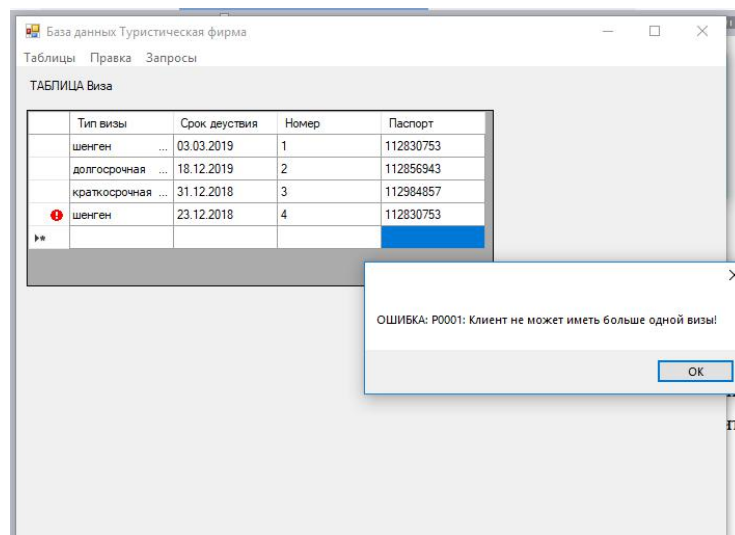 База данных Туристическая фирма
Таблицы Правка Запросы
ТАБЛИЦА Виза
Тип визы Срок деуствия Номер Паспорт
шенген ... 03.03.2019 1 112830753
долгосрочная ... 18.12.2019 2 112856943
краткосрочная ... 31.12.2018 3 112984857
шенген 23.12.2018 4 112830753
ОШИБКА: P0001: Клиент не может иметь больше одной визы!
OK